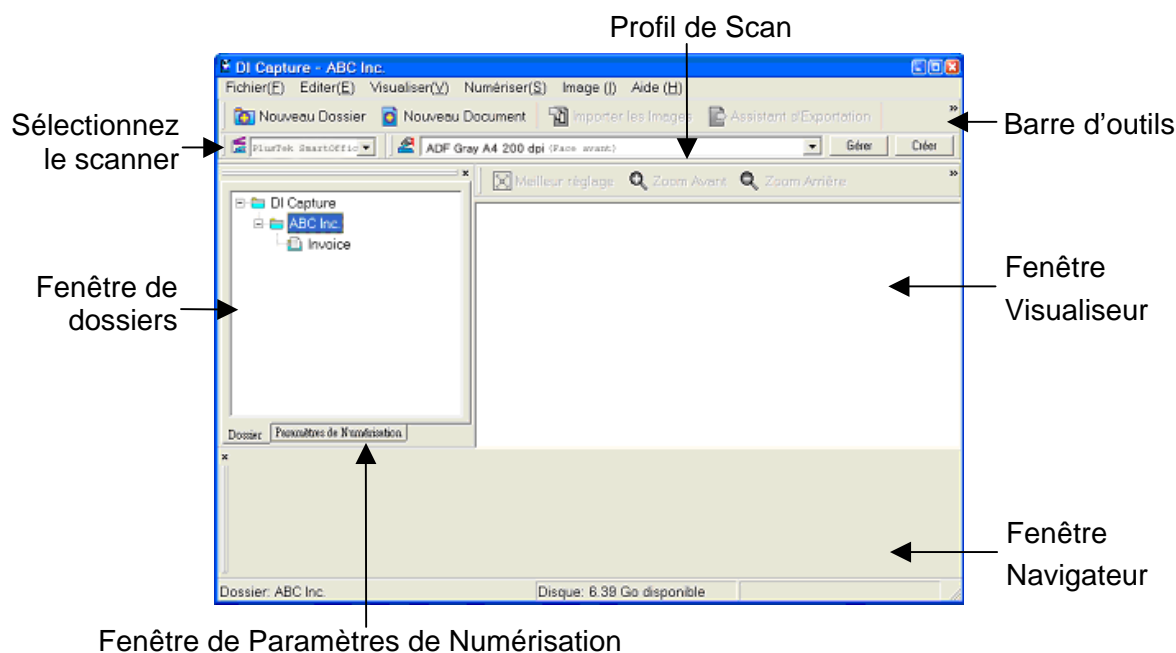 Profil de Scan
DI Capture - ABC Inc.
Fichier(F) Editer(E) Visualiser(V) Numériser(S) Image (I) Aide (H)
Nouveau Dossier Nouveau Document Importer les Images Assistant d'Exportation
Sélectionnez
le scanner
Barre d'outils
PlusTek SmartOffic ADF Gray A4 200 dpi (Face avant) Gérer Créer
Meilleur réglage Zoom Avant Zoom Arrière
DI Capture
ABC Inc.
Invoice
Fenêtre de
dossiers
Fenêtre
Visualiseur
Dossier Paramètres de Numérisation
Fenêtre
Navigateur
Dossier: ABC Inc. Disque: 6.39 Go disponible
Fenêtre de Paramètres de Numérisation